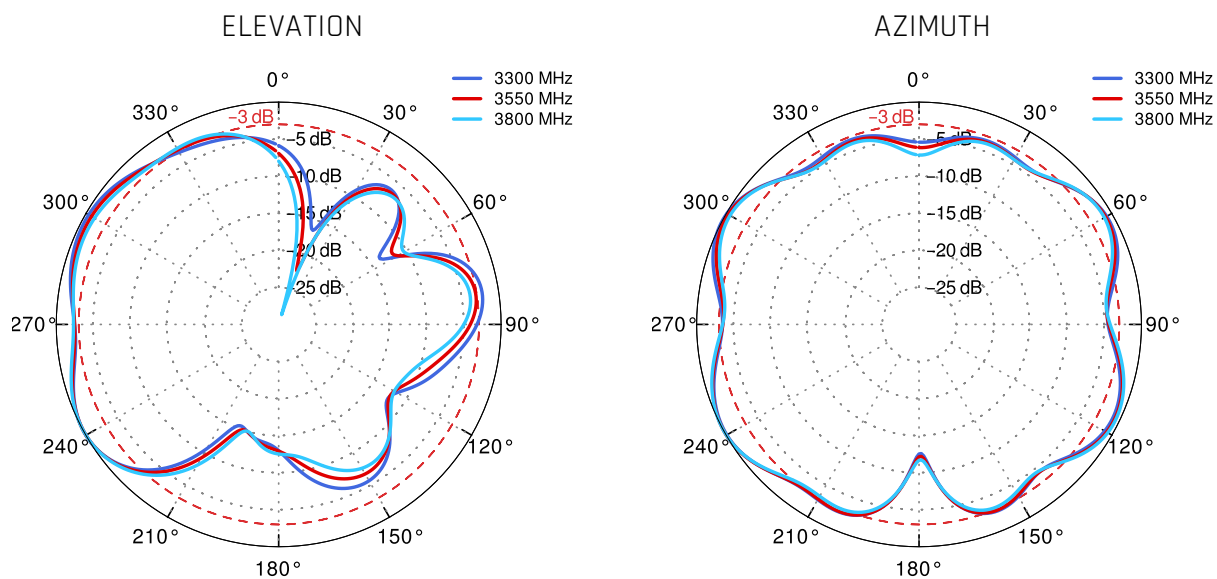 ELEVATION
3300 MHz
3550 MHz
3800 MHz
0°
30°
60°
90°
120°
150°
180°
210°
240°
270°
300°
330°
−3 dB
−5 dB
−10 dB
−15 dB
−20 dB
−25 dB
AZIMUTH
3300 MHz
3550 MHz
3800 MHz
0°
30°
60°
90°
120°
150°
180°
210°
240°
270°
300°
330°
−3 dB
−5 dB
−10 dB
−15 dB
−20 dB
−25 dB